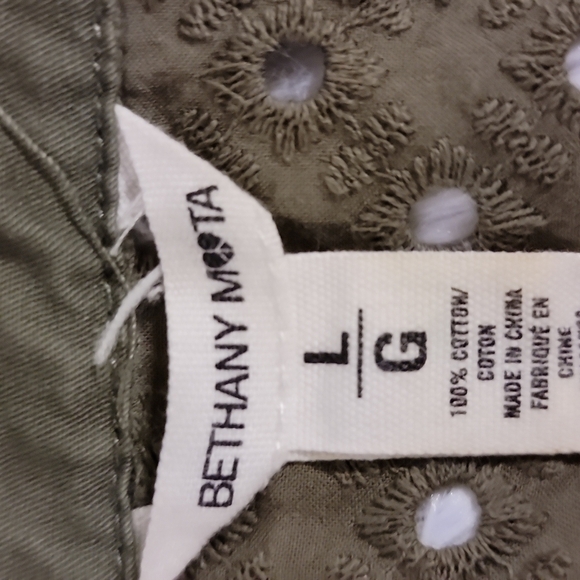 BETHANY MOTA
L
G
100% COTTON/
COTON
MADE IN CHINA
FABRIQUÉ EN
CHINE